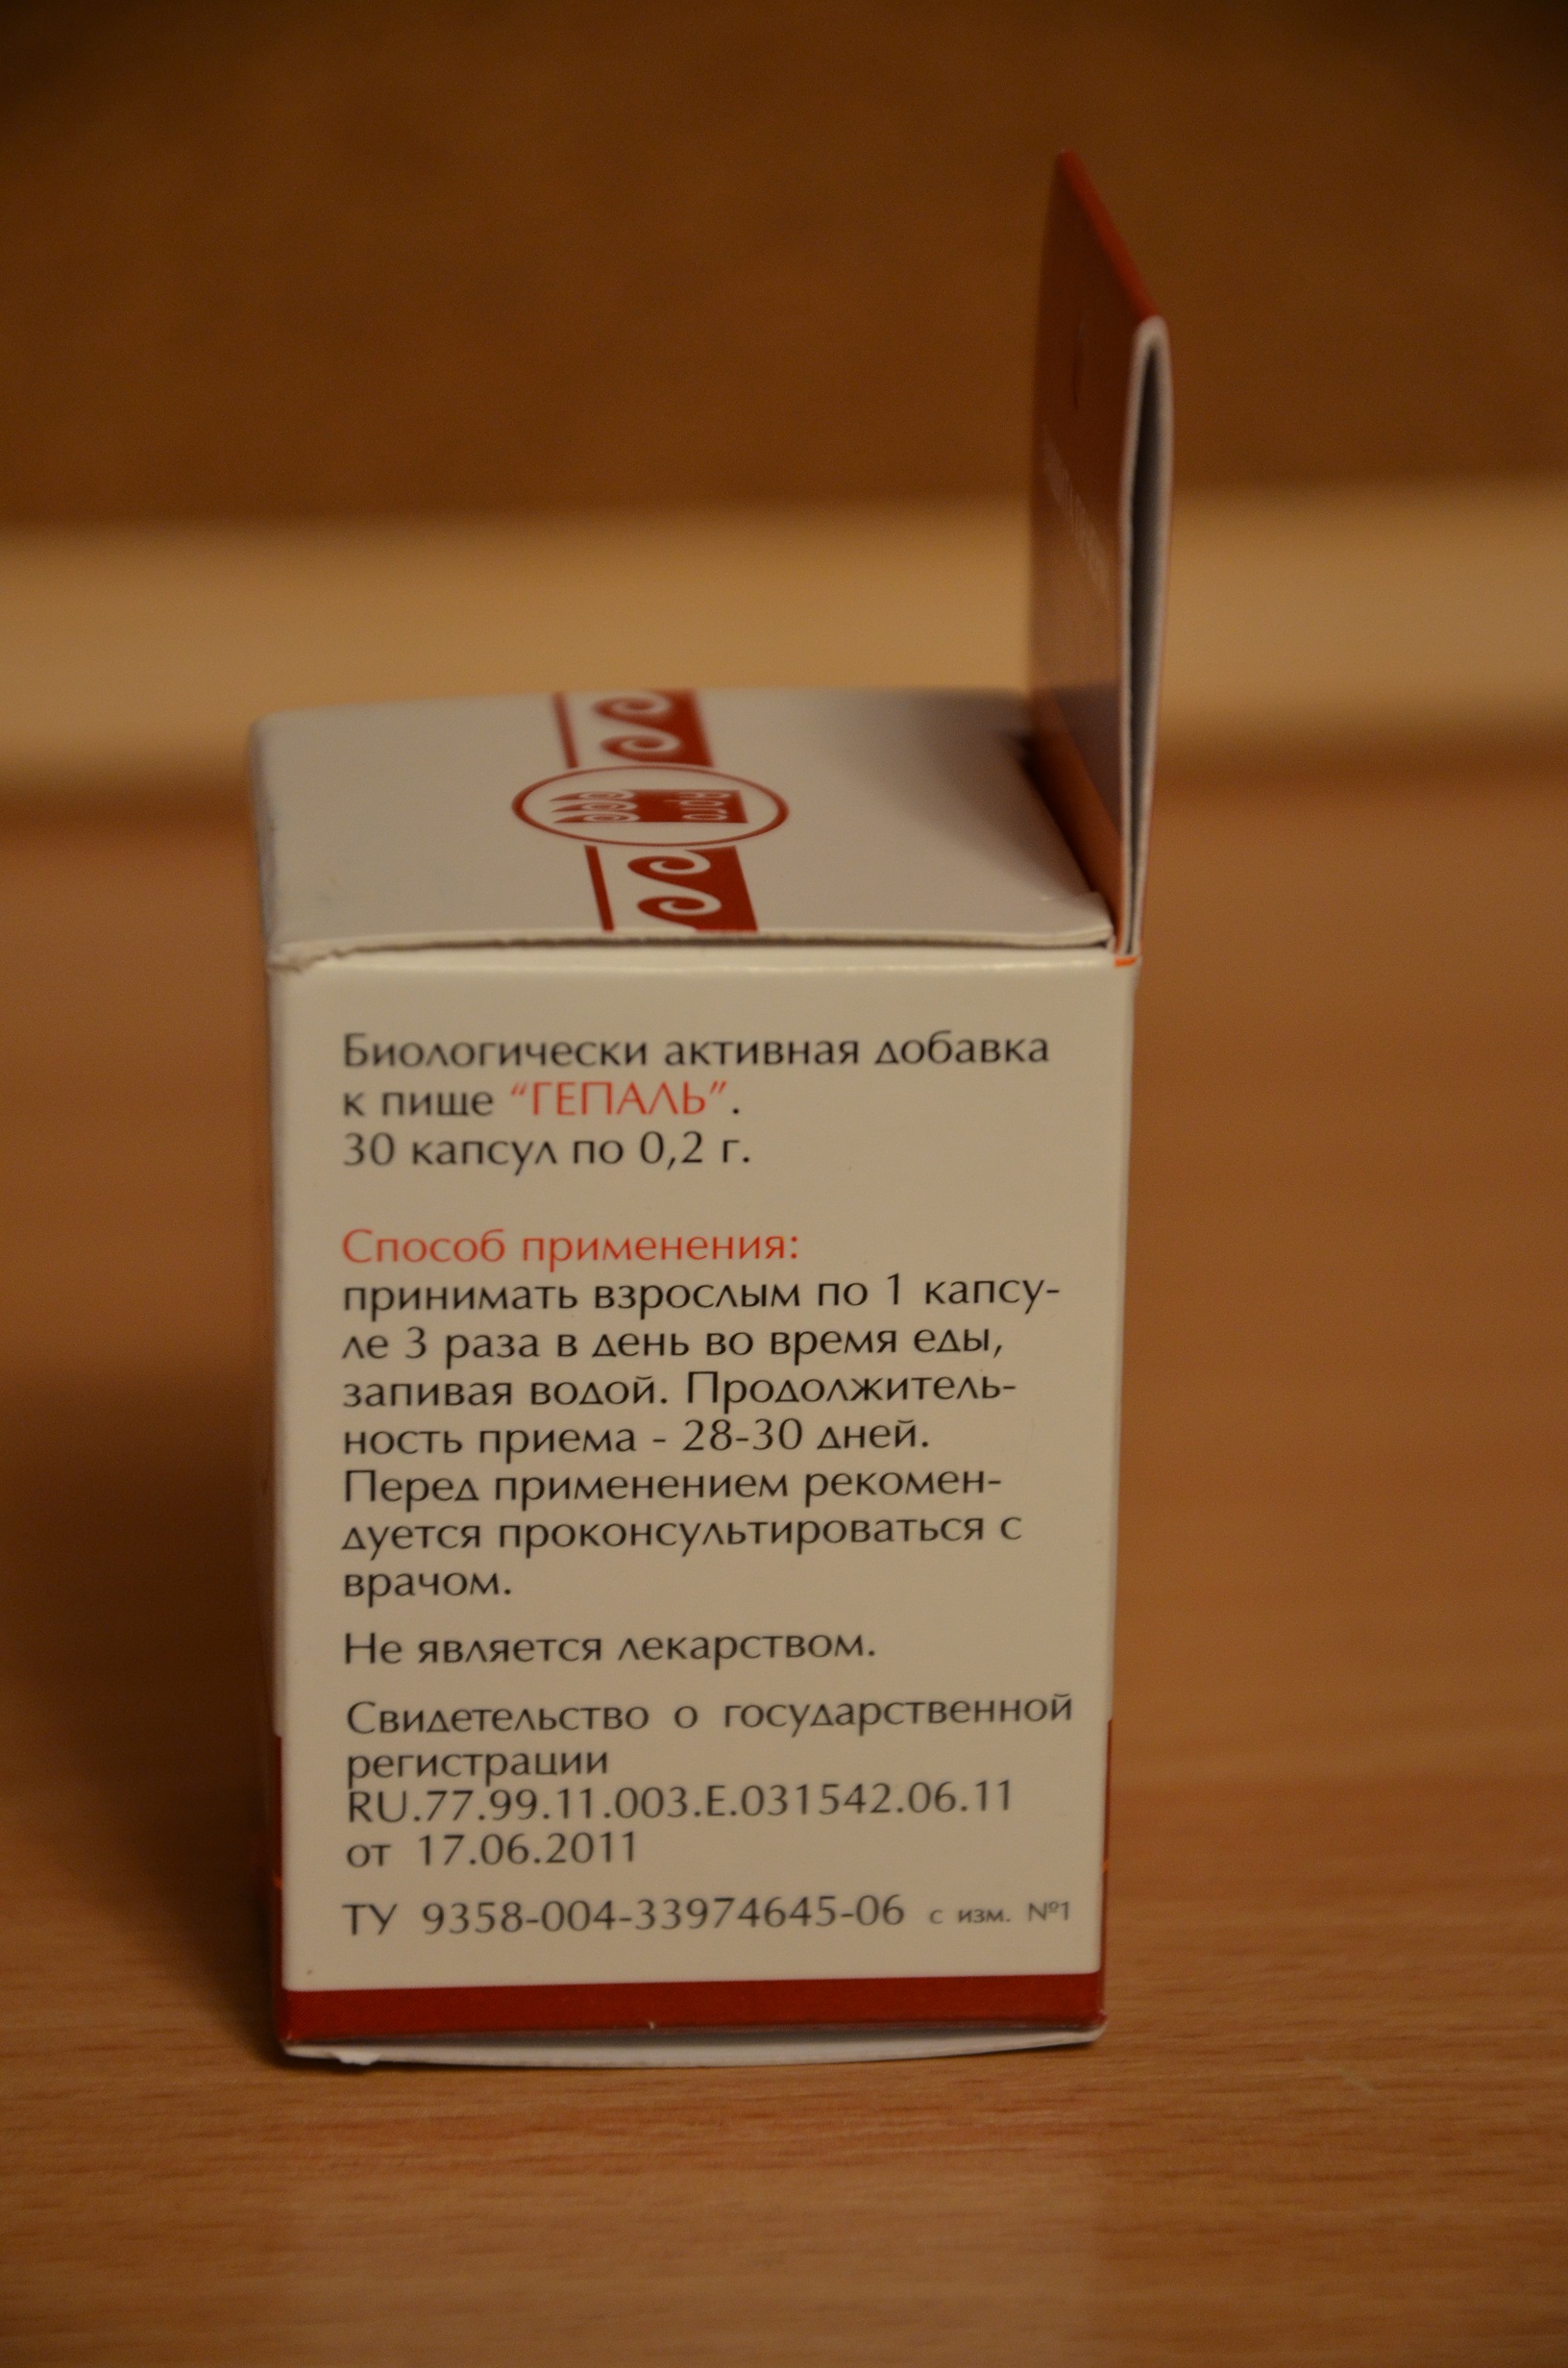 Биологически активная добавка
к пище “ГЕПАЛЬ”.
30 капсул по 0,2 г.
Способ применения:
принимать взрослым по 1 капсу-
ле 3 раза в день во время еды,
запивая водой. Продолжитель-
ность приема - 28-30 дней.
Перед применением рекомен-
дуется проконсультироваться с
врачом.
Не является лекарством.
Свидетельство о государственной
регистрации
RU.77.99.11.003.E.031542.06.11
от 17.06.2011
ТУ 9358-004-33974645-06 с изм. №1